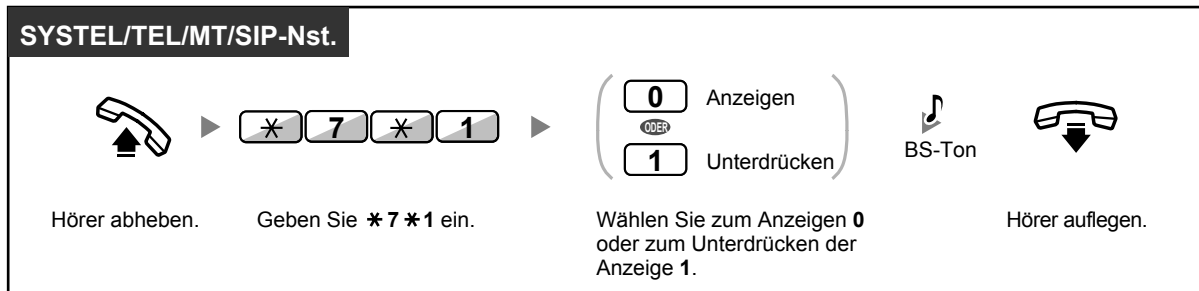 SYSTEL/TEL/MT/SIP-Nst.
* 7 * 1
0 Anzeigen
ODER
1 Unterdrücken
BS-Ton
Hörer abheben.
Geben Sie *7*1 ein.
Wählen Sie zum Anzeigen 0
oder zum Unterdrücken der
Anzeige 1.
Hörer auflegen.